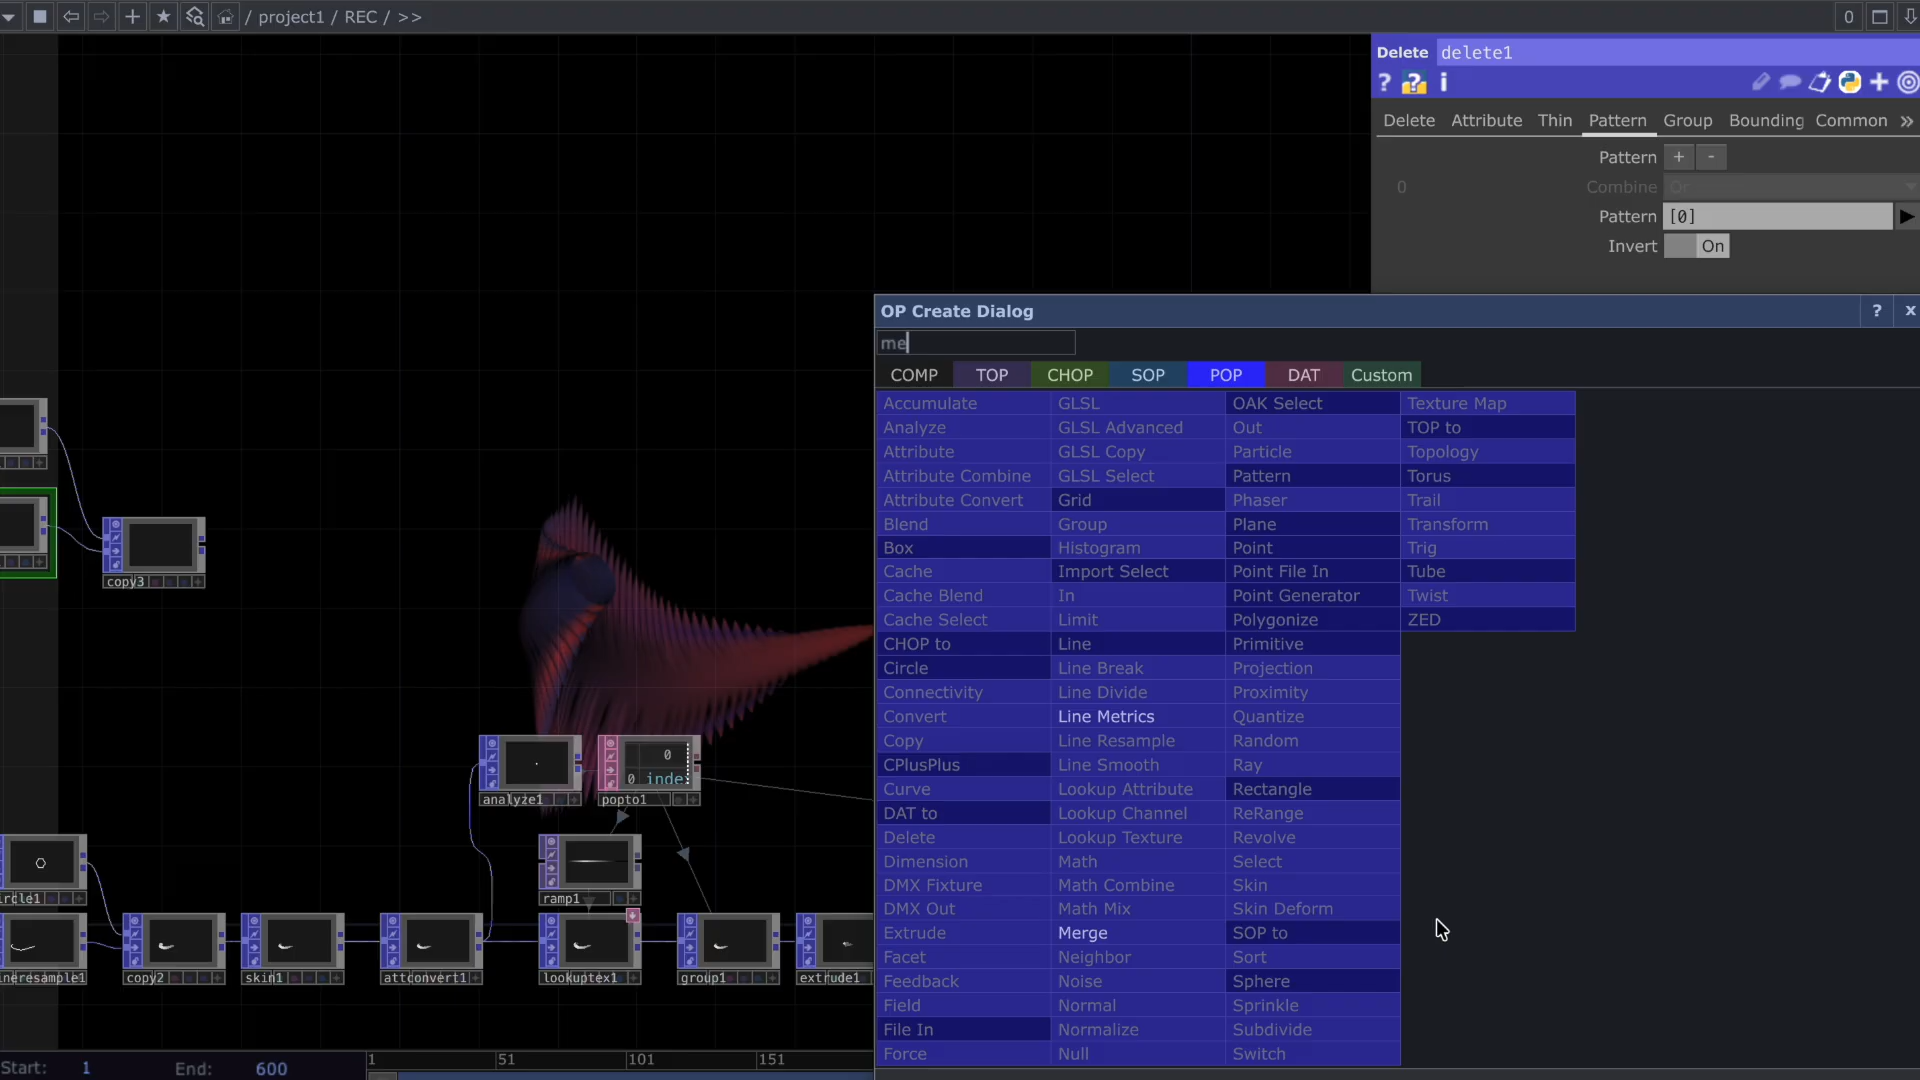 / project1 / REC / >>
0
Delete delete1
? ? i
Delete Attribute Thin Pattern Group Bounding Common »
Pattern + -
0 Combine Or
Pattern [0]
Invert On
OP Create Dialog ? x
me
COMP TOP CHOP SOP POP DAT Custom
Accumulate GLSL OAK Select Texture Map
Analyze GLSL Advanced Out TOP to
Attribute GLSL Copy Particle Topology
Attribute Combine GLSL Select Pattern Torus
Attribute Convert Grid Phaser Trail
Blend Group Plane Transform
Box Histogram Point Trig
Cache Import Select Point File In Tube
Cache Blend In Point Generator Twist
Cache Select Limit Polygonize ZED
CHOP to Line Primitive
Circle Line Break Projection
Connectivity Line Divide Proximity
Convert Line Metrics Quantize
Copy Line Resample Random
CPlusPlus Line Smooth Ray
Curve Lookup Attribute Rectangle
DAT to Lookup Channel ReRange
Delete Lookup Texture Revolve
Dimension Math Select
DMX Fixture Math Combine Skin
DMX Out Math Mix Skin Deform
Extrude Merge SOP to
Facet Neighbor Sort
Feedback Noise Sphere
Field Normal Sprinkle
File In Normalize Subdivide
Force Null Switch
copy3
0
0 index
analyze1 popto1
ircle1 ramp1
ineresample1 copy2 skin1 attconvert1 lookuptex1 group1 extrude1
Start: 1 End: 600 1 51 101 151